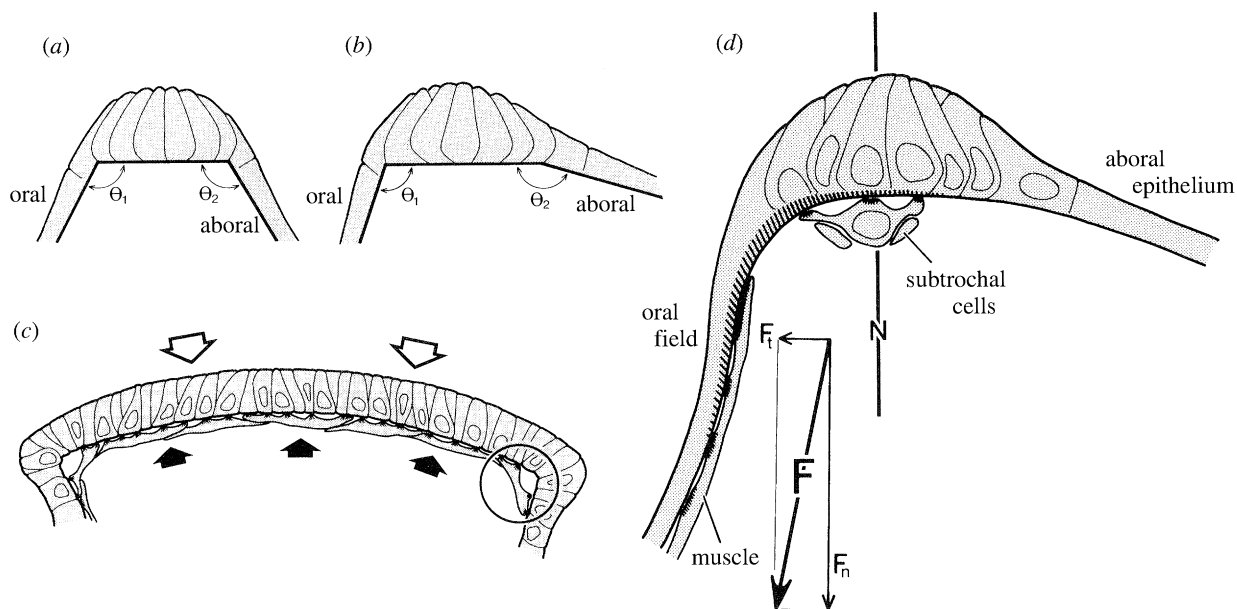 (a)
oral
θ₁
θ₂
aboral
(b)
oral
θ₁
θ₂
aboral
(c)
(d)
aboral
epithelium
subtrochal
cells
N
oral
field
Fₜ
F
Fₙ
muscle